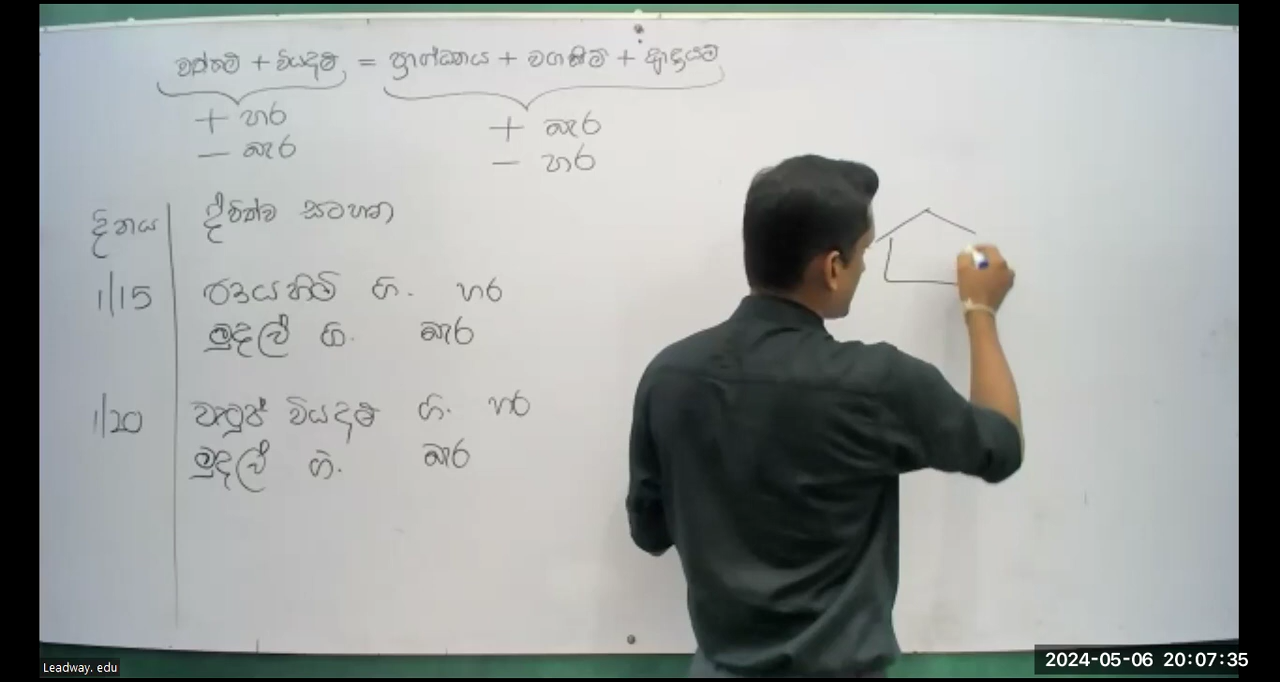 වත්කම් + වියදම් = ප්‍රාග්ධනය + වගකීම් + ආදායම්
+ හර
+ බැර
− බැර
− හර
දිනය ද්විත්ව සටහන
1/15 ණයහිමි ගි. හර
මුදල් ගි. බැර
1/20 වැටුප් වියදම් ගි. හර
මුදල් ගි. බැර
Leadway. edu
2024-05-06 20:07:35